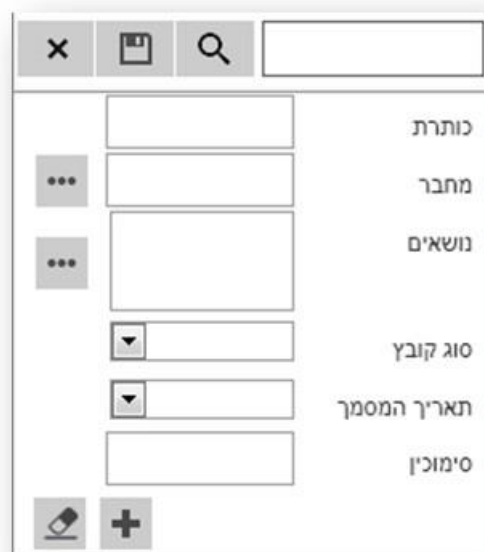 כותרת
מחבר
נושאים
סוג קובץ
תאריך המסמך
סימוכין